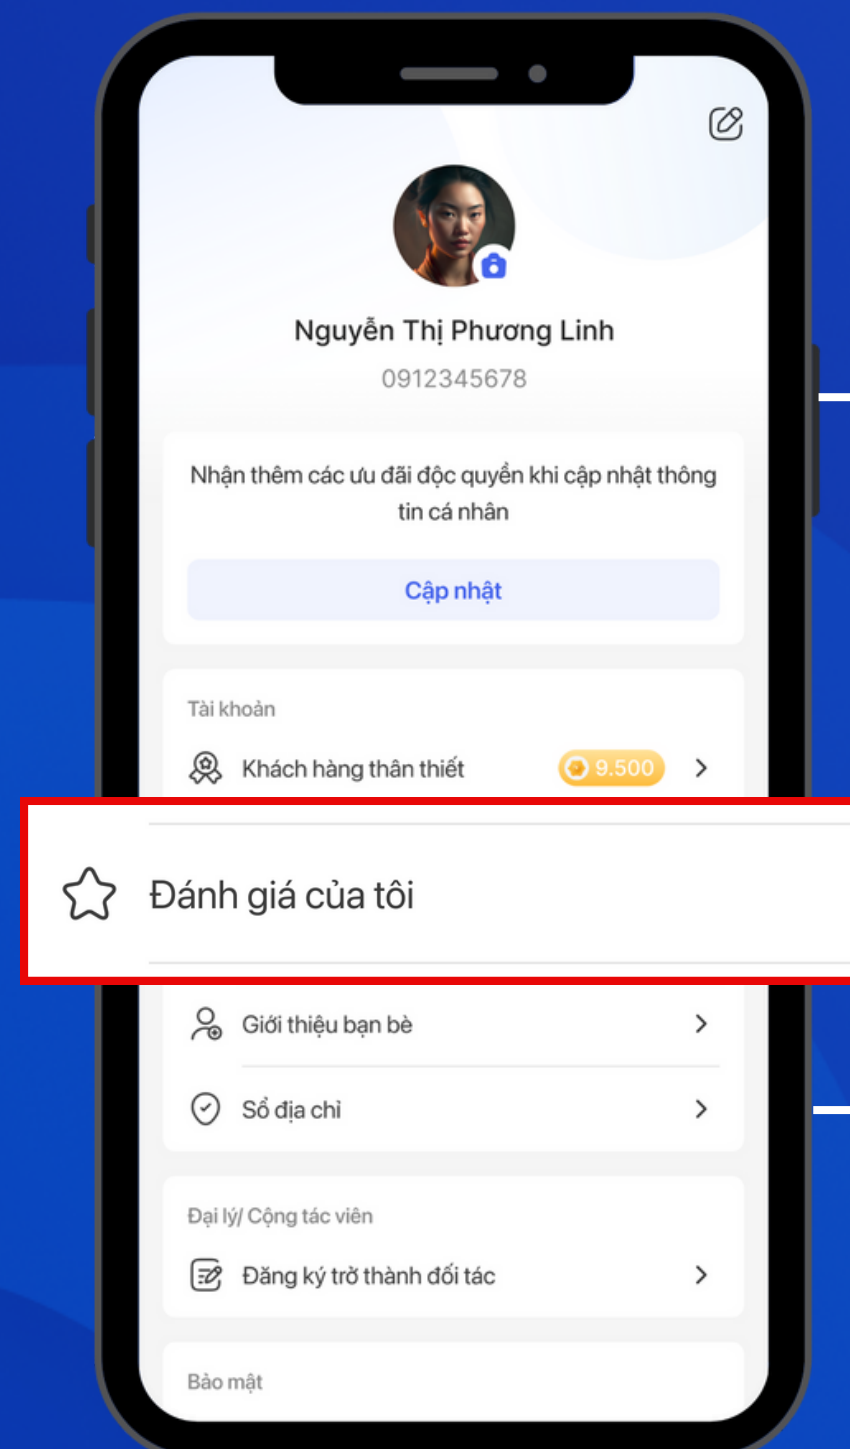 Nguyễn Thị Phương Linh
0912345678
Nhận thêm các ưu đãi độc quyền khi cập nhật thông
tin cá nhân
Cập nhật
Tài khoản
Khách hàng thân thiết 9.500
Đánh giá của tôi
Giới thiệu bạn bè
Sổ địa chỉ
Đại lý/ Cộng tác viên
Đăng ký trở thành đối tác
Bảo mật